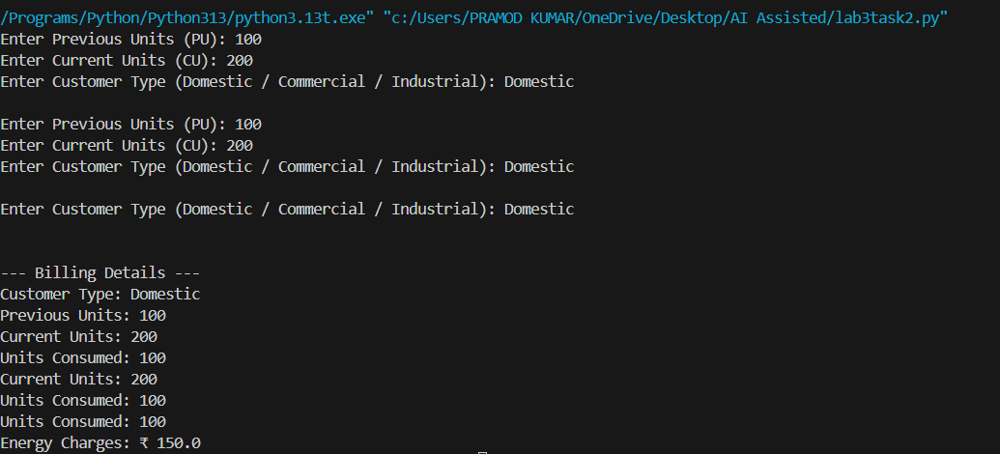 /Programs/Python/Python313/python3.13t.exe" "c:/Users/PRAMOD KUMAR/OneDrive/Desktop/AI Assisted/lab3task2.py"
Enter Previous Units (PU): 100
Enter Current Units (CU): 200
Enter Customer Type (Domestic / Commercial / Industrial): Domestic
Enter Previous Units (PU): 100
Enter Current Units (CU): 200
Enter Customer Type (Domestic / Commercial / Industrial): Domestic
Enter Customer Type (Domestic / Commercial / Industrial): Domestic
--- Billing Details ---
Customer Type: Domestic
Previous Units: 100
Current Units: 200
Units Consumed: 100
Current Units: 200
Units Consumed: 100
Units Consumed: 100
Energy Charges: ₹ 150.0